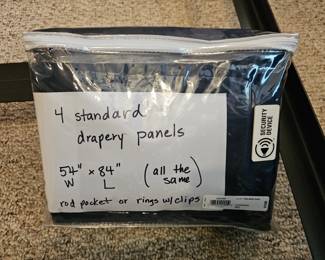 4 standard
drapery panels
54" x 84" (all the
W L same)
rod pocket or rings w/clips
SECURITY
DEVICE